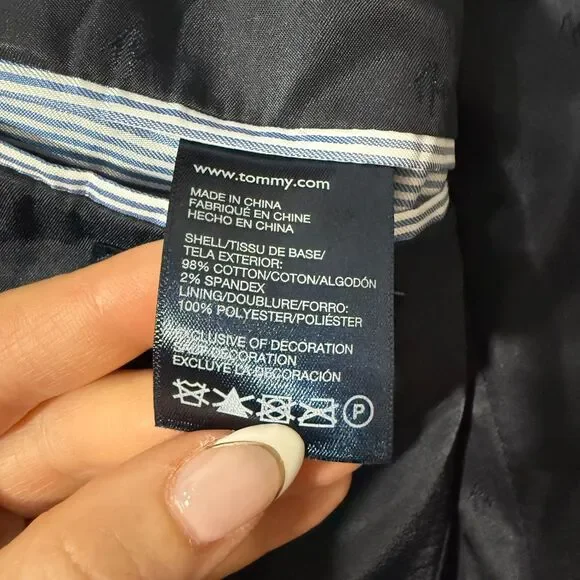 www.tommy.com
MADE IN CHINA
FABRIQUÉ EN CHINE
HECHO EN CHINA
SHELL/TISSU DE BASE/
TELA EXTERIOR:
98% COTTON/COTON/ALGODÓN
2% SPANDEX
LINING/DOUBLURE/FORRO:
100% POLYESTER/POLIÉSTER
EXCLUSIVE OF DECORATION
DECORATION
EXCLUYE LA DECORACIÓN
P